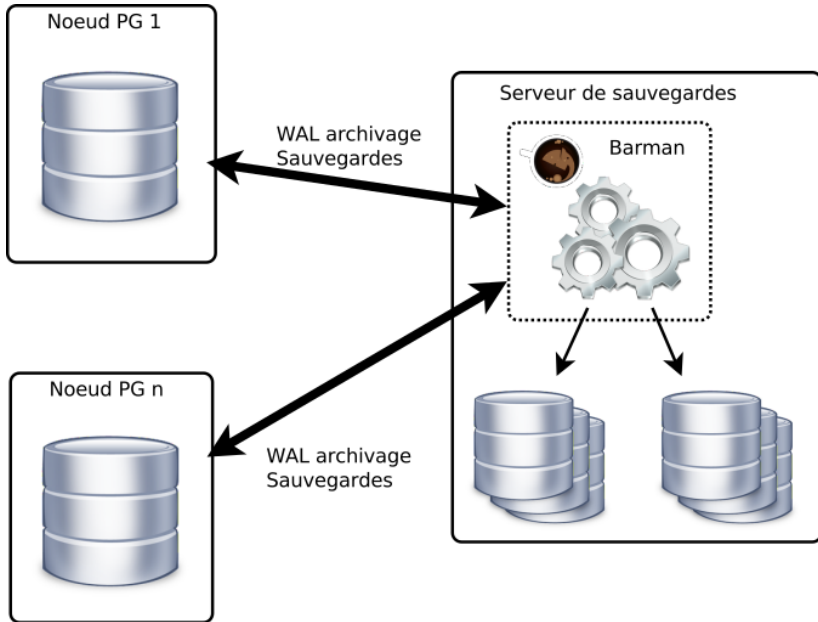 Noeud PG 1
Serveur de sauvegardes
Barman
WAL archivage
Sauvegardes
Noeud PG n
WAL archivage
Sauvegardes